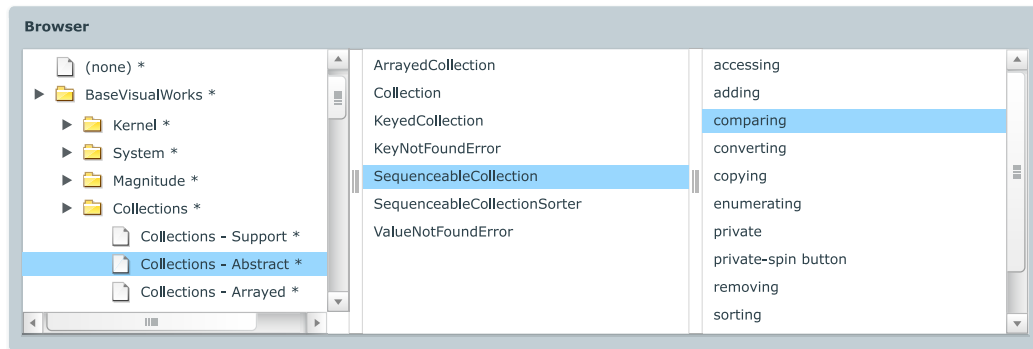 Browser
(none) *
BaseVisualWorks *
Kernel *
System *
Magnitude *
Collections *
Collections - Support *
Collections - Abstract *
Collections - Arrayed *
ArrayedCollection
Collection
KeyedCollection
KeyNotFoundError
SequenceableCollection
SequenceableCollectionSorter
ValueNotFoundError
accessing
adding
comparing
converting
copying
enumerating
private
private-spin button
removing
sorting